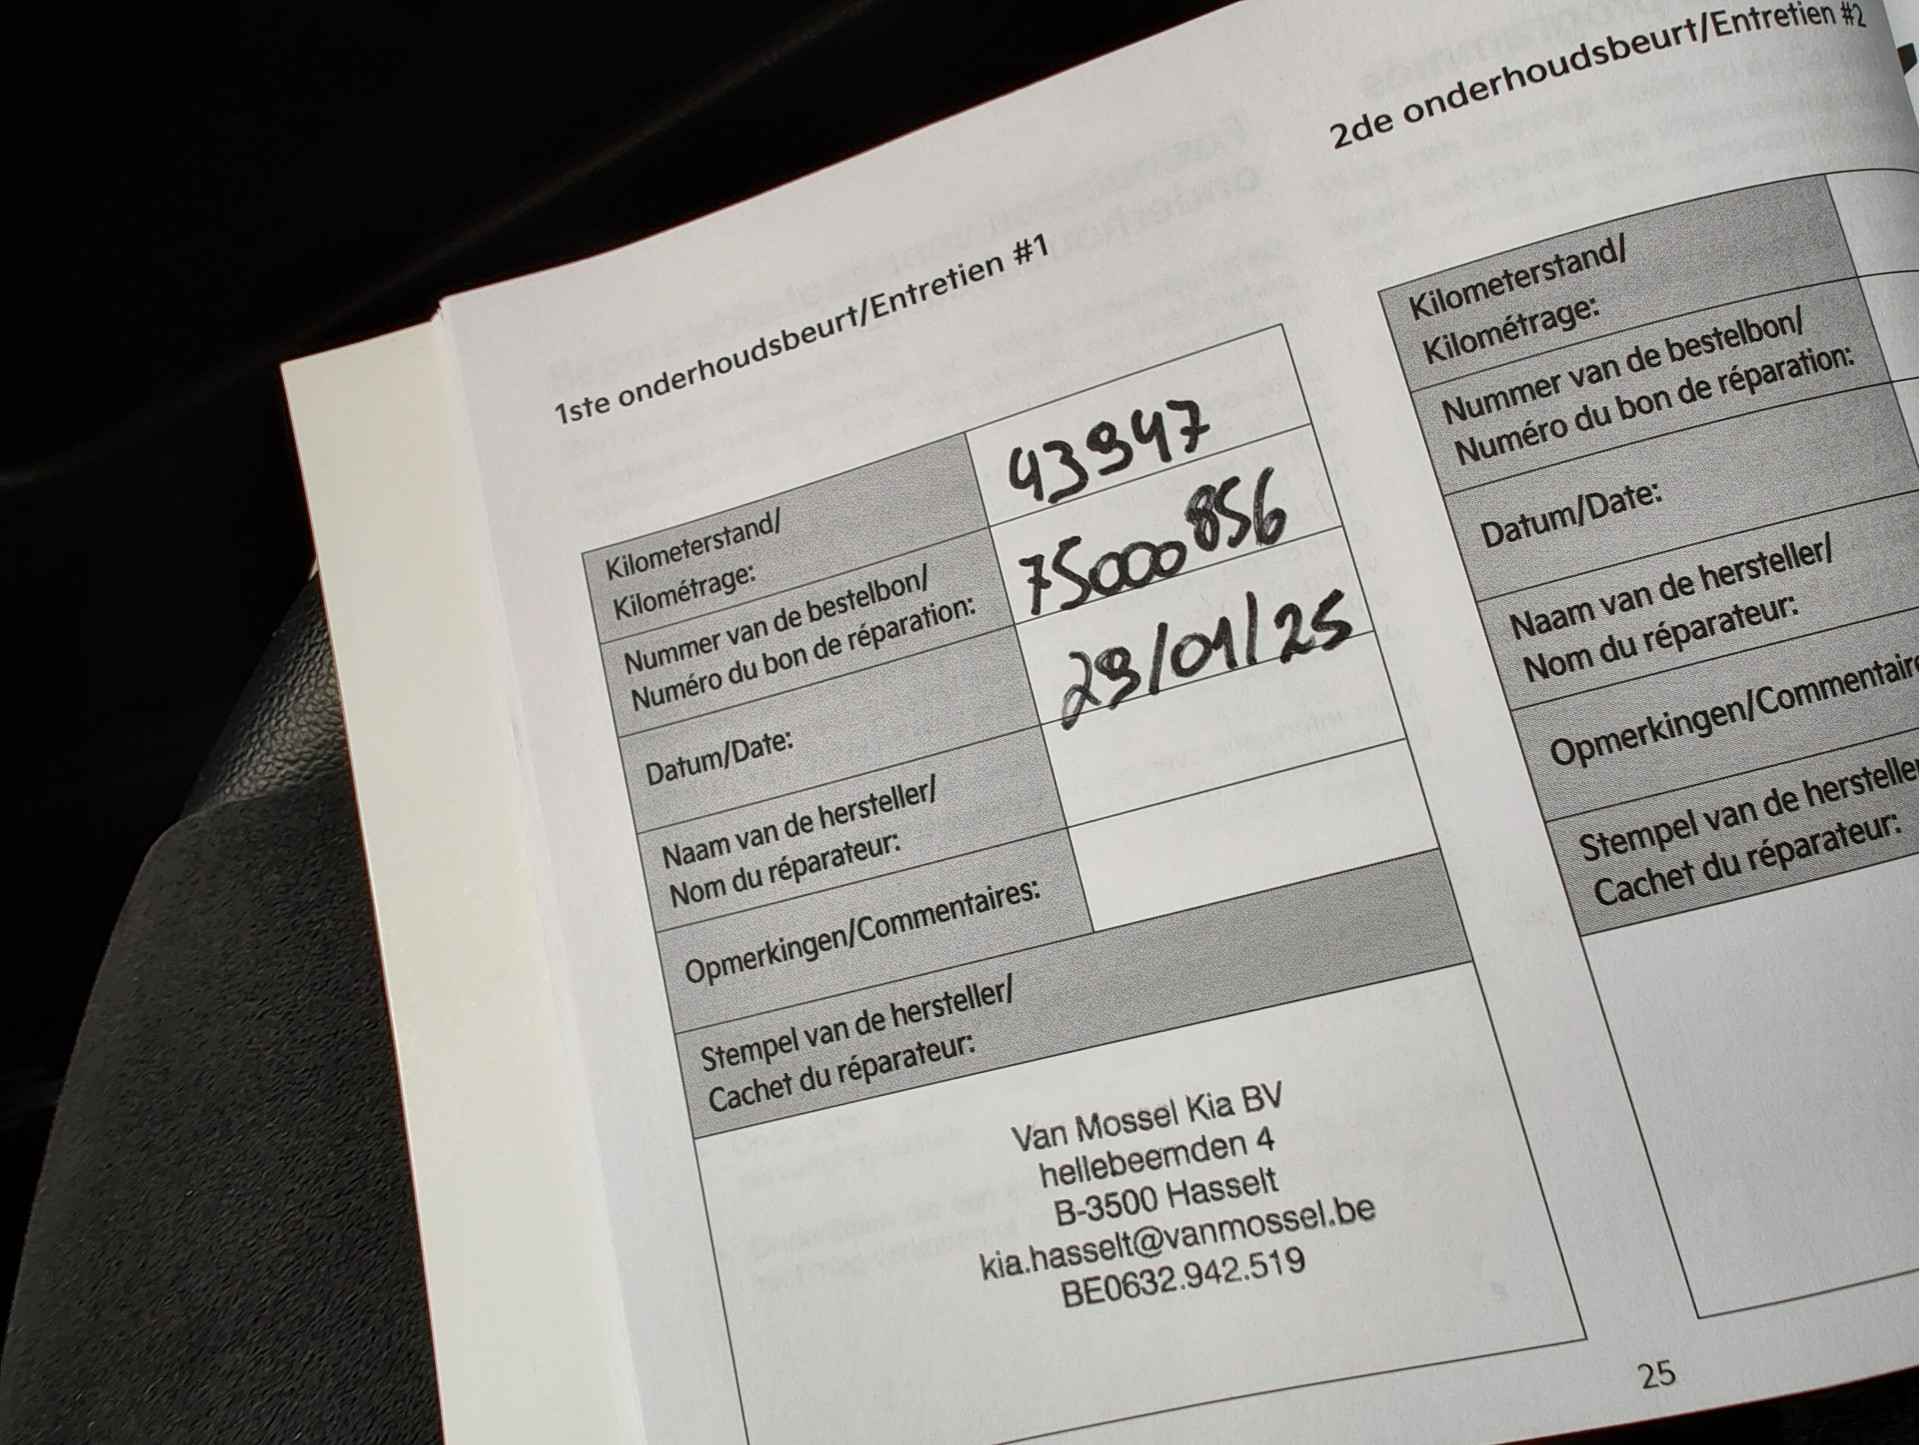 1ste onderhoudsbeurt/Entretien #1
Kilometerstand/
Kilométrage:
43947
Nummer van de bestelbon/
Numéro du bon de réparation:
75000856
Datum/Date:
29/01/25
Naam van de hersteller/
Nom du réparateur:
Opmerkingen/Commentaires:
Stempel van de hersteller/
Cachet du réparateur:
Van Mossel Kia BV
hellebeemden 4
B-3500 Hasselt
kia.hasselt@vanmossel.be
BE0632.942.519
2de onderhoudsbeurt/Entretien #2
Kilometerstand/
Kilométrage:
Nummer van de bestelbon/
Numéro du bon de réparation:
Datum/Date:
Naam van de hersteller/
Nom du réparateur:
Opmerkingen/Commentair
Stempel van de hersteller
Cachet du réparateur:
25